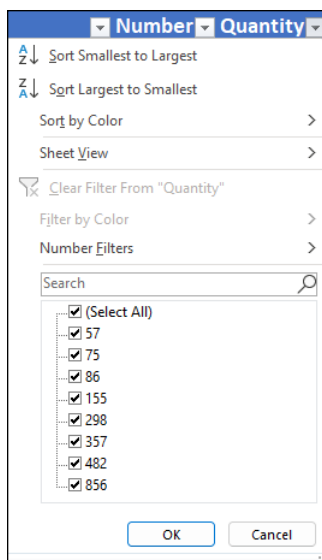 Number Quantity
Sort Smallest to Largest
Sort Largest to Smallest
Sort by Color
Sheet View
Clear Filter From "Quantity"
Filter by Color
Number Filters
Search
(Select All)
57
75
86
155
298
357
482
856
OK Cancel